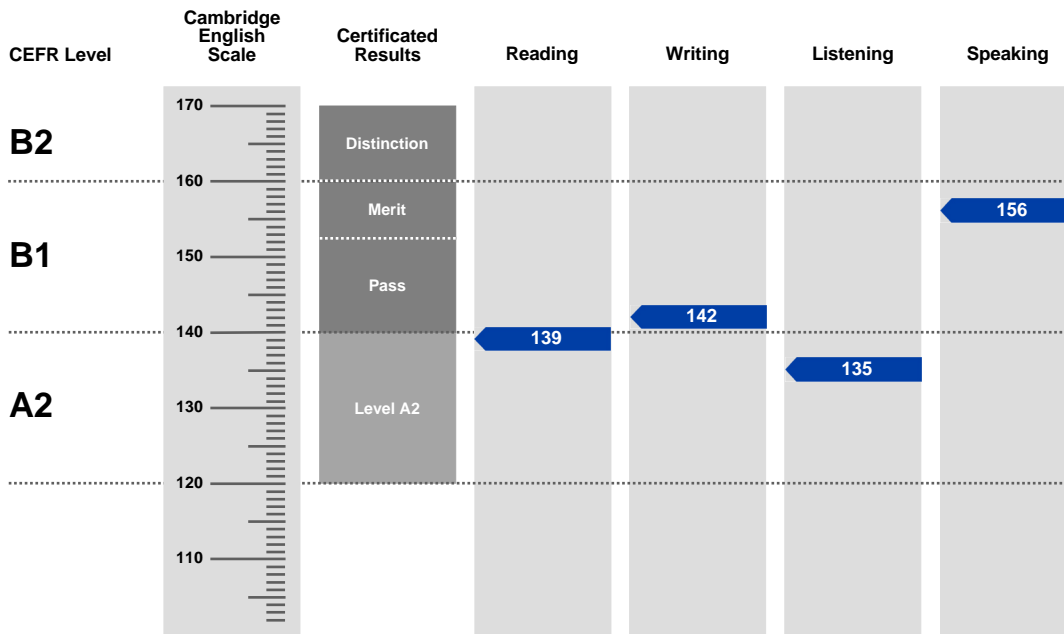 CEFR Level
Cambridge
English
Scale
Certificated
Results
Reading
Writing
Listening
Speaking
170
B2
Distinction
160
Merit
156
B1
150
Pass
142
140
139
135
A2
130
Level A2
120
110